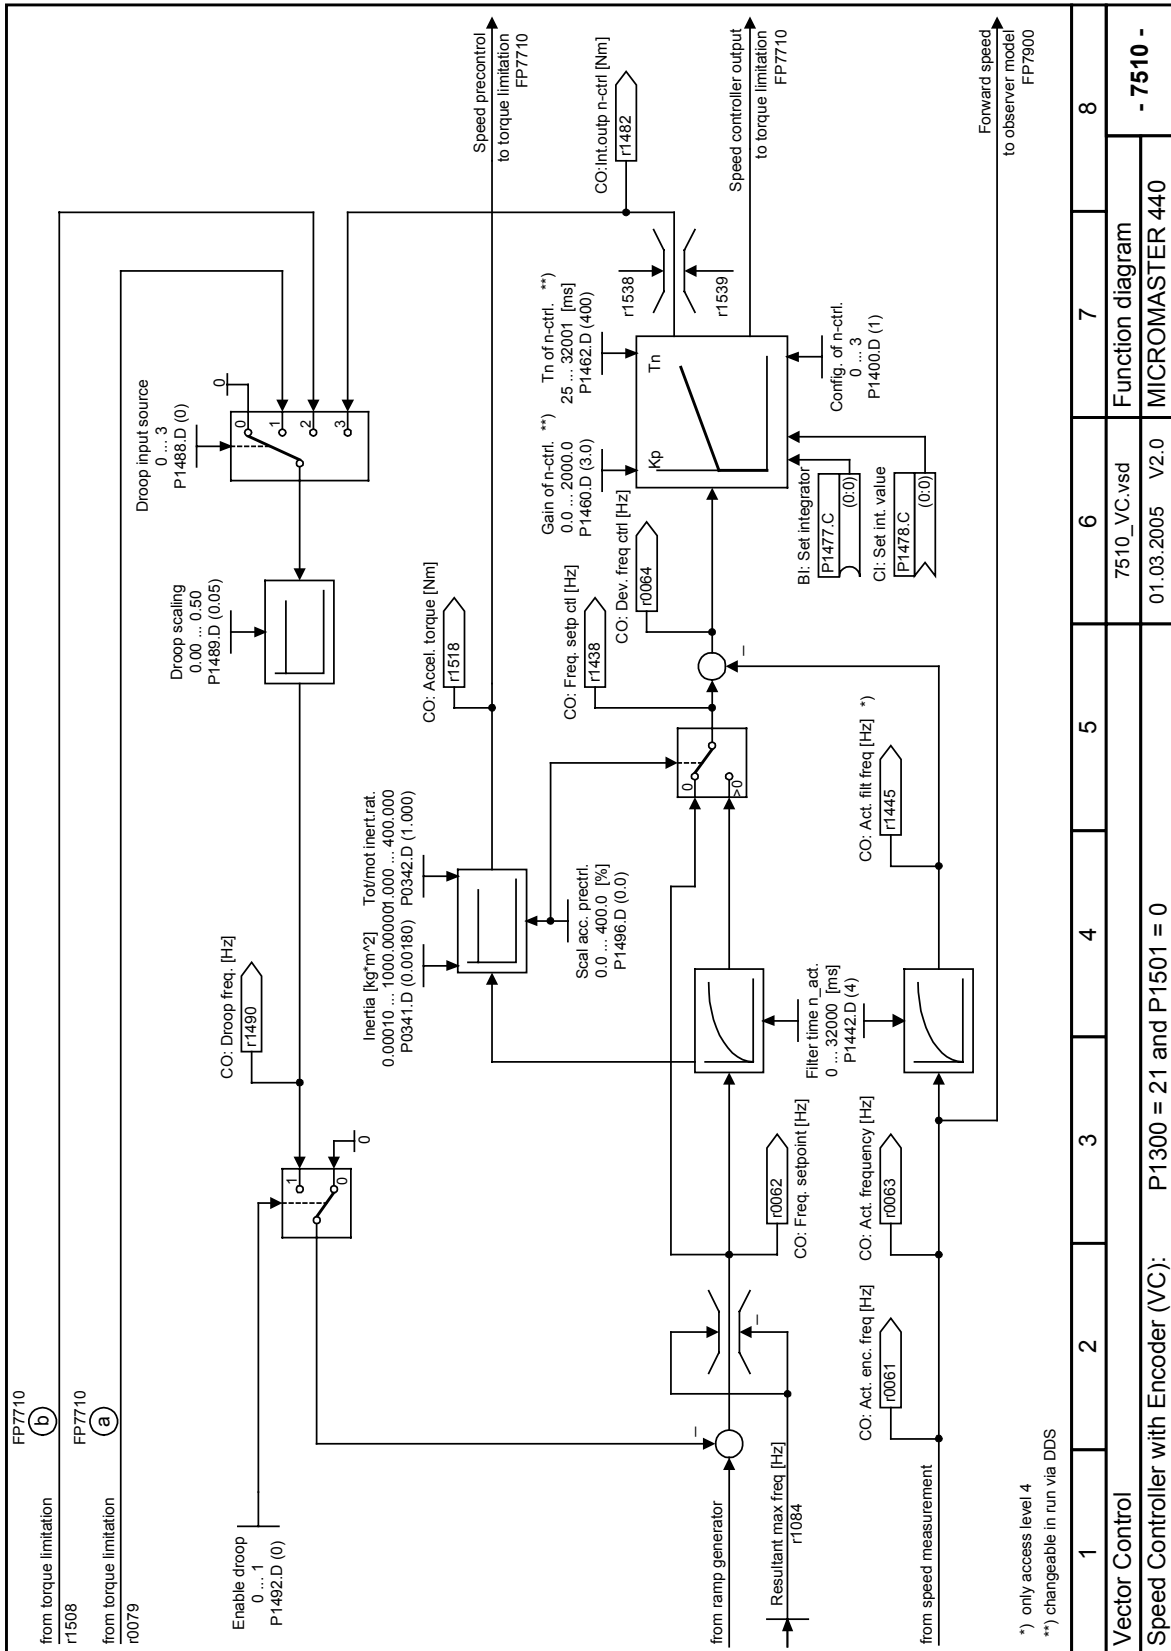 from torque limitation
r1508
FP7710
b
from torque limitation
r0079
FP7710
a
Enable droop
0 ... 1
P1492.D (0)
1
0
0
CO: Droop freq. [Hz]
r1490
Droop scaling
0.00 ... 0.50
P1489.D (0.05)
Droop input source
0 ... 3
P1488.D (0)
0
0
1
2
3
Inertia [kg*m^2]
0.00010 ... 1000.00000
P0341.D (0.00180)
Tot/mot inert.rat.
1.000 ... 400.000
P0342.D (1.000)
CO: Accel. torque [Nm]
r1518
Speed precontrol
to torque limitation
FP7710
Scal acc. prectrl.
0.0 ... 400.0 [%]
P1496.D (0.0)
0
>0
CO: Freq. setp ctl [Hz]
r1438
CO: Dev. freq ctrl [Hz]
r0064
Gain of n-ctrl. **)
0.0 ... 2000.0
P1460.D (3.0)
Tn of n-ctrl. **)
25 ... 32001 [ms]
P1462.D (400)
Kp
Tn
r1538
r1539
CO:Int.outp n-ctrl [Nm]
r1482
Speed controller output
to torque limitation
FP7710
from ramp generator
–
Resultant max freq [Hz]
r1084
–
r0062
CO: Freq. setpoint [Hz]
Filter time n_act.
0 ... 32000 [ms]
P1442.D (4)
–
BI: Set integrator
P1477.C
(0:0)
CI: Set int. value
P1478.C
(0:0)
Config. of n-ctrl.
0 ... 3
P1400.D (1)
from speed measurement
CO: Act. enc. freq [Hz]
r0061
CO: Act. frequency [Hz]
r0063
CO: Act. filt freq [Hz] *)
r1445
Forward speed
to observer model
FP7900
*) only access level 4
**) changeable in run via DDS
1 2 3 4 5 6 7 8
Vector Control 7510_VC.vsd Function diagram
- 7510 -
Speed Controller with Encoder (VC): P1300 = 21 and P1501 = 0 01.03.2005 V2.0 MICROMASTER 440